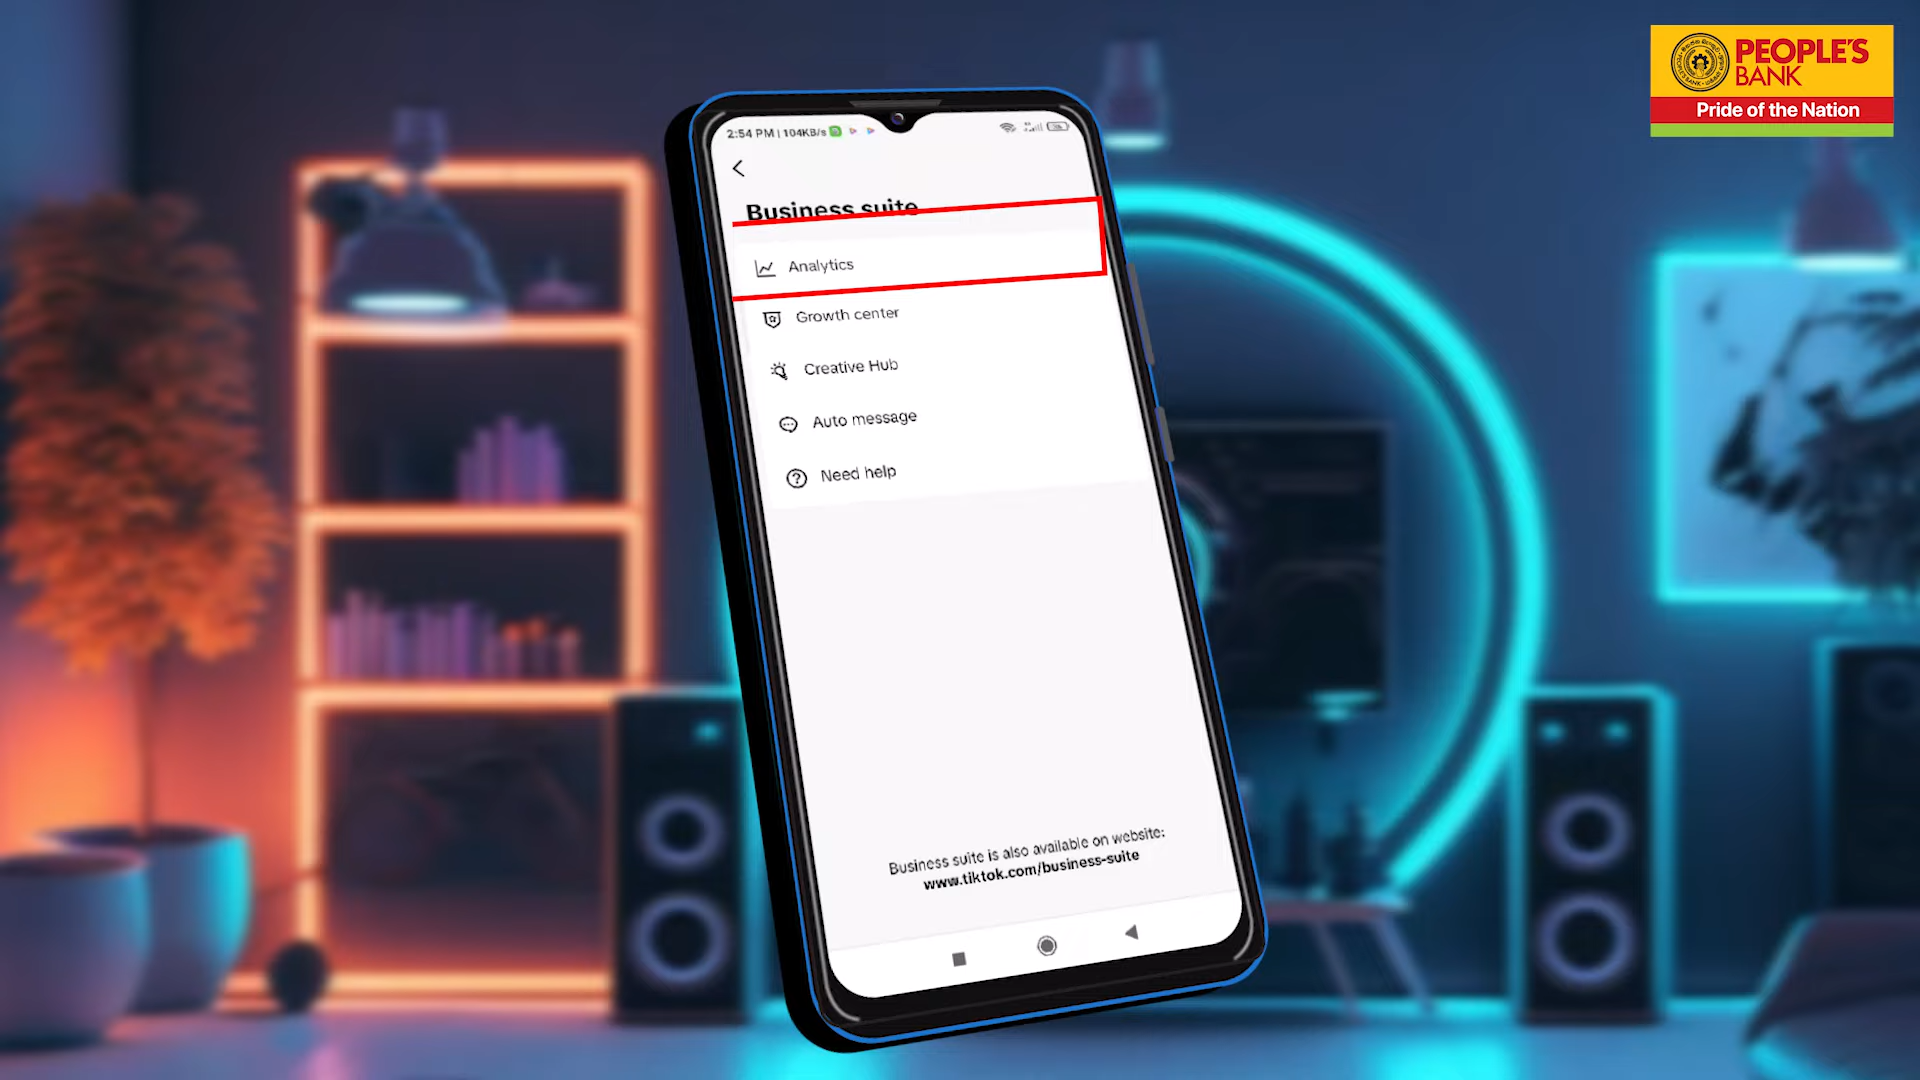 PEOPLE'S
BANK
Pride of the Nation
2:54 PM | 104KB/s
Business suite
Analytics
Growth center
Creative Hub
Auto message
Need help
Business suite is also available on website:
www.tiktok.com/business-suite